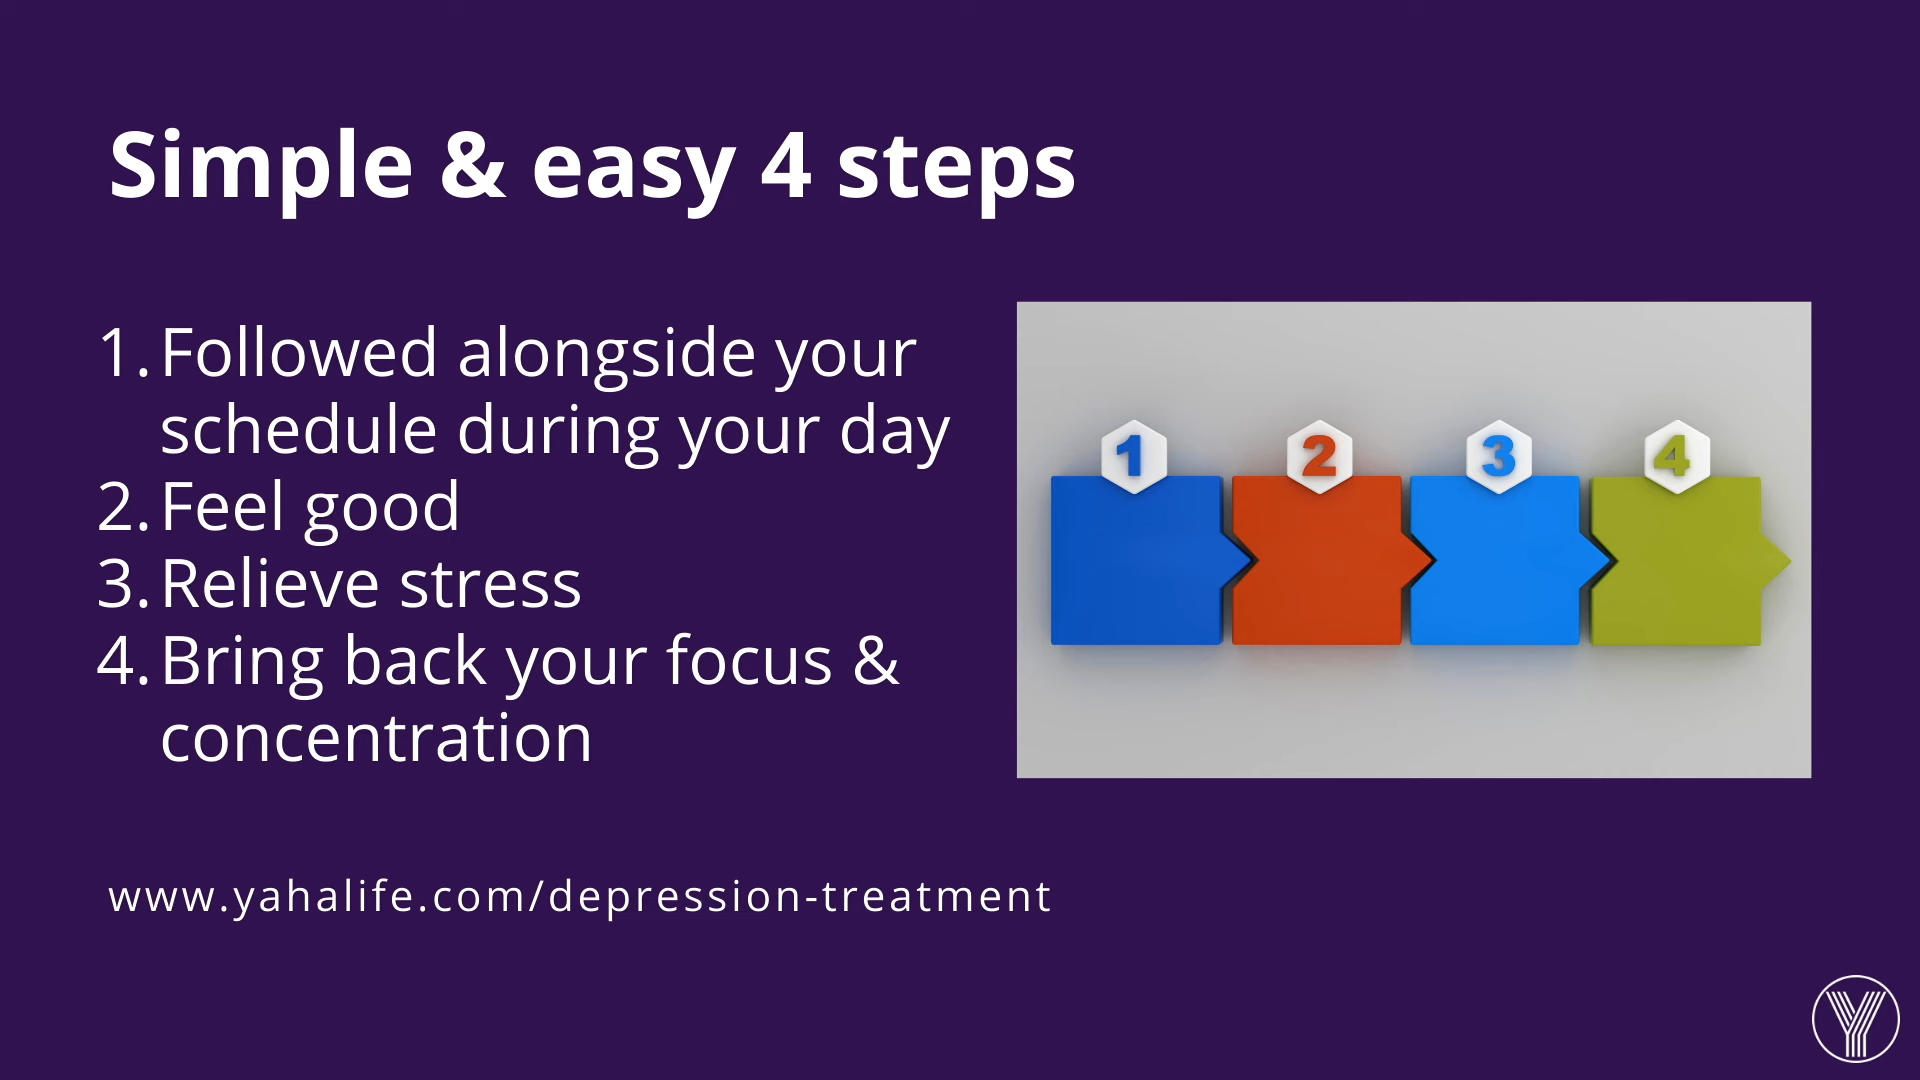 Simple & easy 4 steps
1. Followed alongside your
schedule during your day
2. Feel good
3. Relieve stress
4. Bring back your focus &
concentration
1 2 3 4
www.yahalife.com/depression-treatment
Y